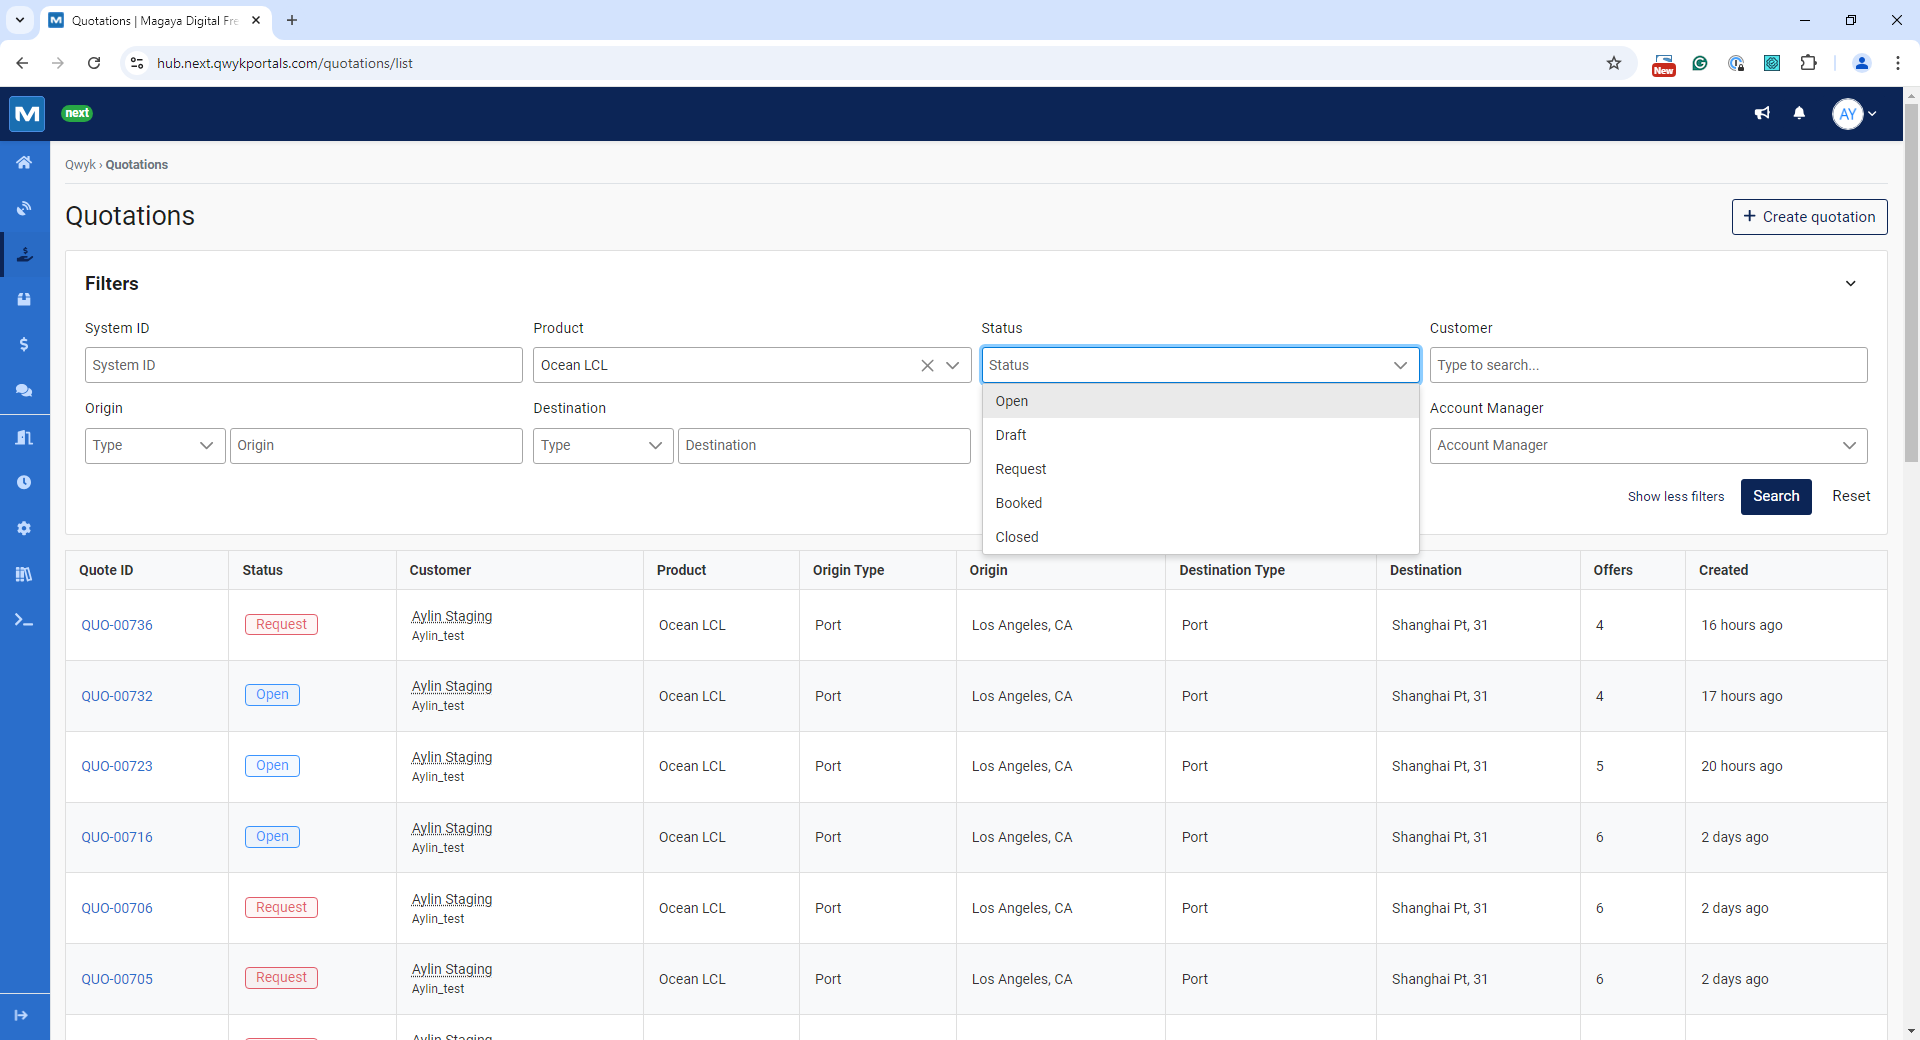 Quotations | Magaya Digital Fre
hub.next.qwykportals.com/quotations/list
New
next
AY
Qwyk › Quotations
Quotations
+ Create quotation
Filters
System ID Product Status Customer
System ID Ocean LCL Status Type to search...
Origin Destination Account Manager
Type Origin Type Destination Account Manager
Open
Draft
Request
Booked
Closed
Show less filters Search Reset
Quote ID Status Customer Product Origin Type Origin Destination Type Destination Offers Created
QUO-00736 Request Aylin Staging Ocean LCL Port Los Angeles, CA Port Shanghai Pt, 31 4 16 hours ago
Aylin_test
QUO-00732 Open Aylin Staging Ocean LCL Port Los Angeles, CA Port Shanghai Pt, 31 4 17 hours ago
Aylin_test
QUO-00723 Open Aylin Staging Ocean LCL Port Los Angeles, CA Port Shanghai Pt, 31 5 20 hours ago
Aylin_test
QUO-00716 Open Aylin Staging Ocean LCL Port Los Angeles, CA Port Shanghai Pt, 31 6 2 days ago
Aylin_test
QUO-00706 Request Aylin Staging Ocean LCL Port Los Angeles, CA Port Shanghai Pt, 31 6 2 days ago
Aylin_test
QUO-00705 Request Aylin Staging Ocean LCL Port Los Angeles, CA Port Shanghai Pt, 31 6 2 days ago
Aylin_test
Aylin Staging